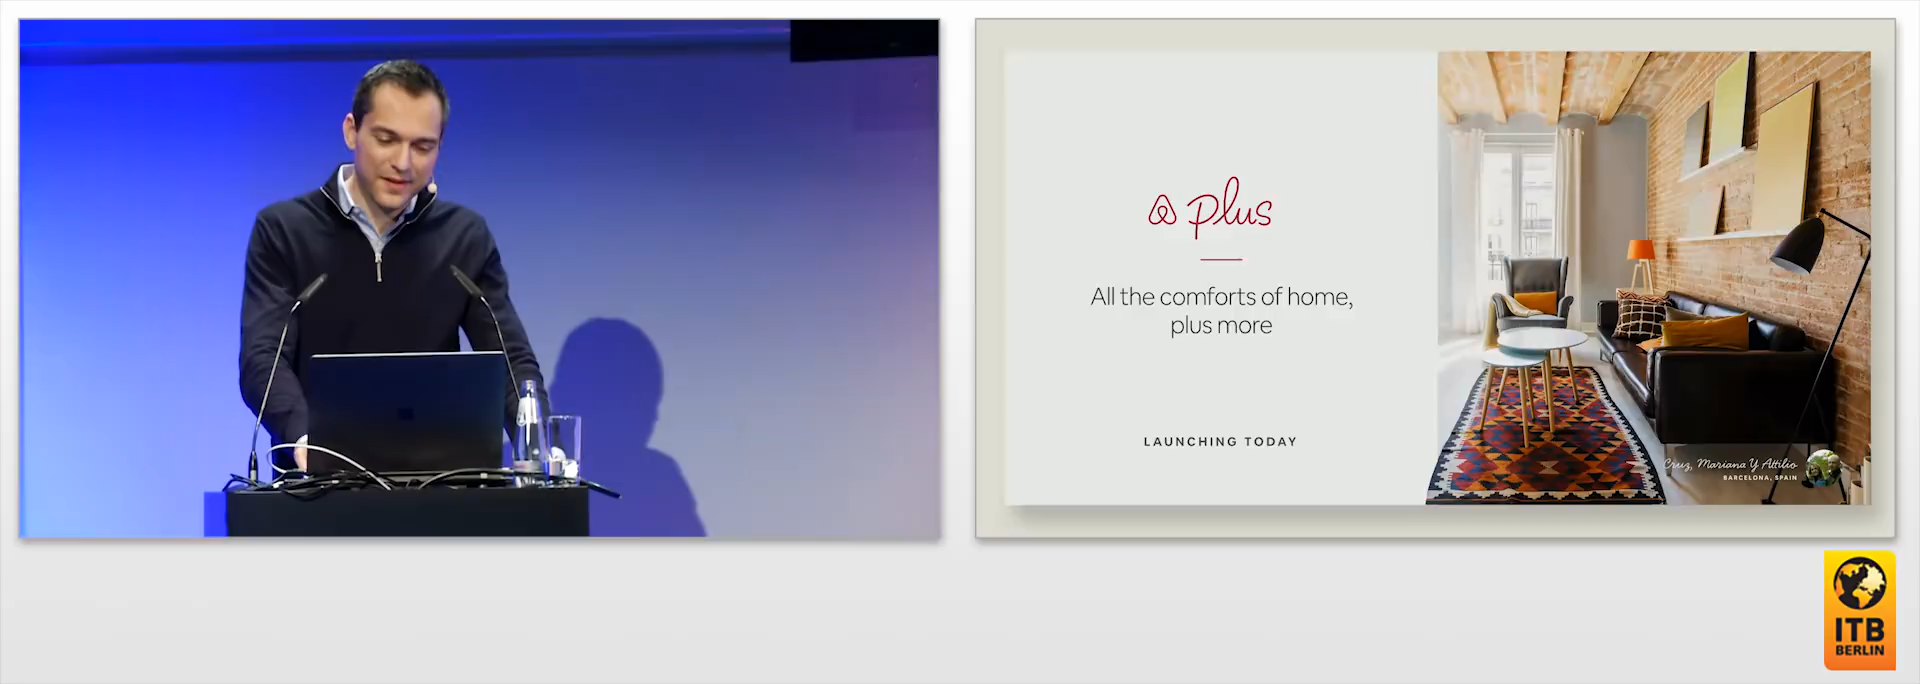 plus
All the comforts of home,
plus more
LAUNCHING TODAY
Cruz, Mariana Y Attilio
BARCELONA, SPAIN
ITB
BERLIN